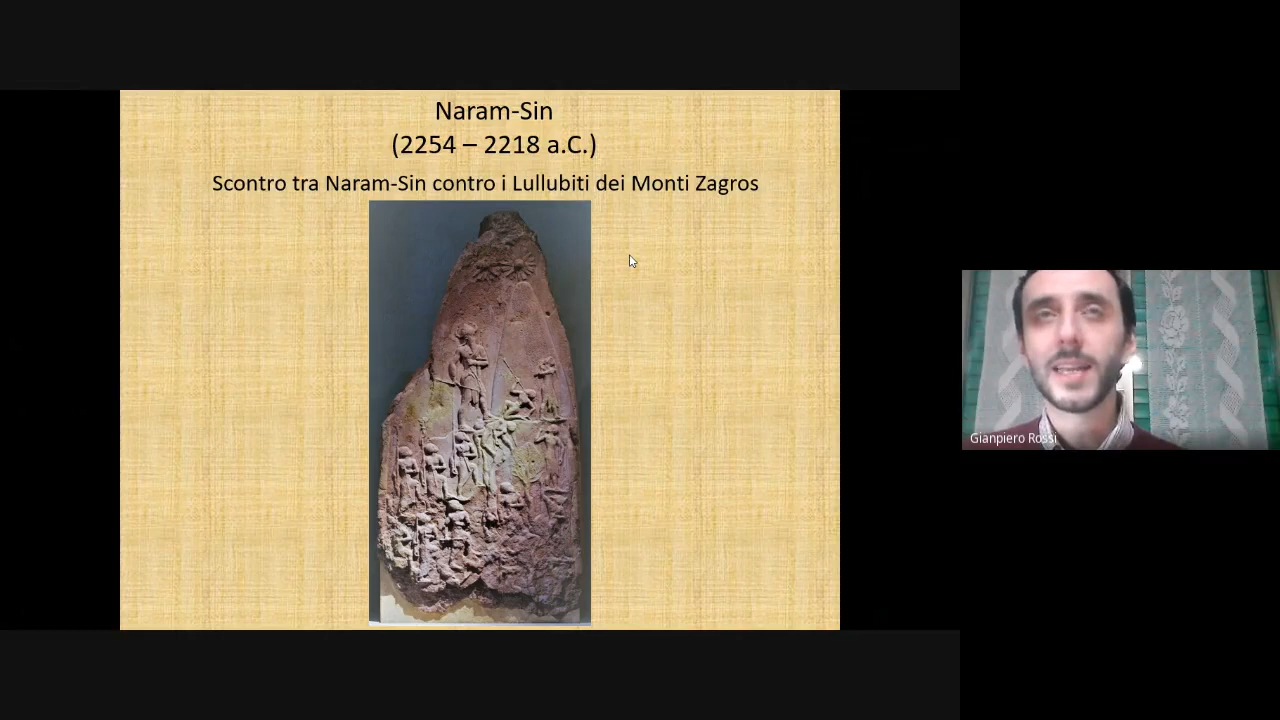 Naram-Sin
(2254 – 2218 a.C.)
Scontro tra Naram-Sin contro i Lullubiti dei Monti Zagros
Gianpiero Rossi